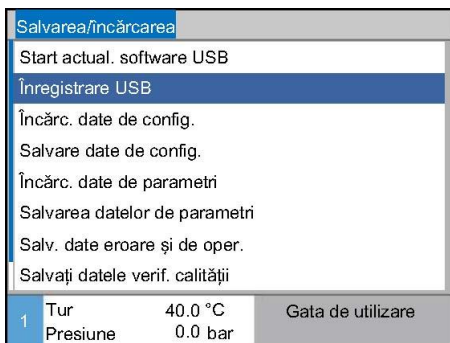 Salvarea/încărcarea
Start actual. software USB
Înregistrare USB
Încărc. date de config.
Salvare date de config.
Încărc. date de parametri
Salvarea datelor de parametri
Salv. date eroare și de oper.
Salvați datele verif. calității
1 Tur 40.0 °C Gata de utilizare
Presiune 0.0 bar